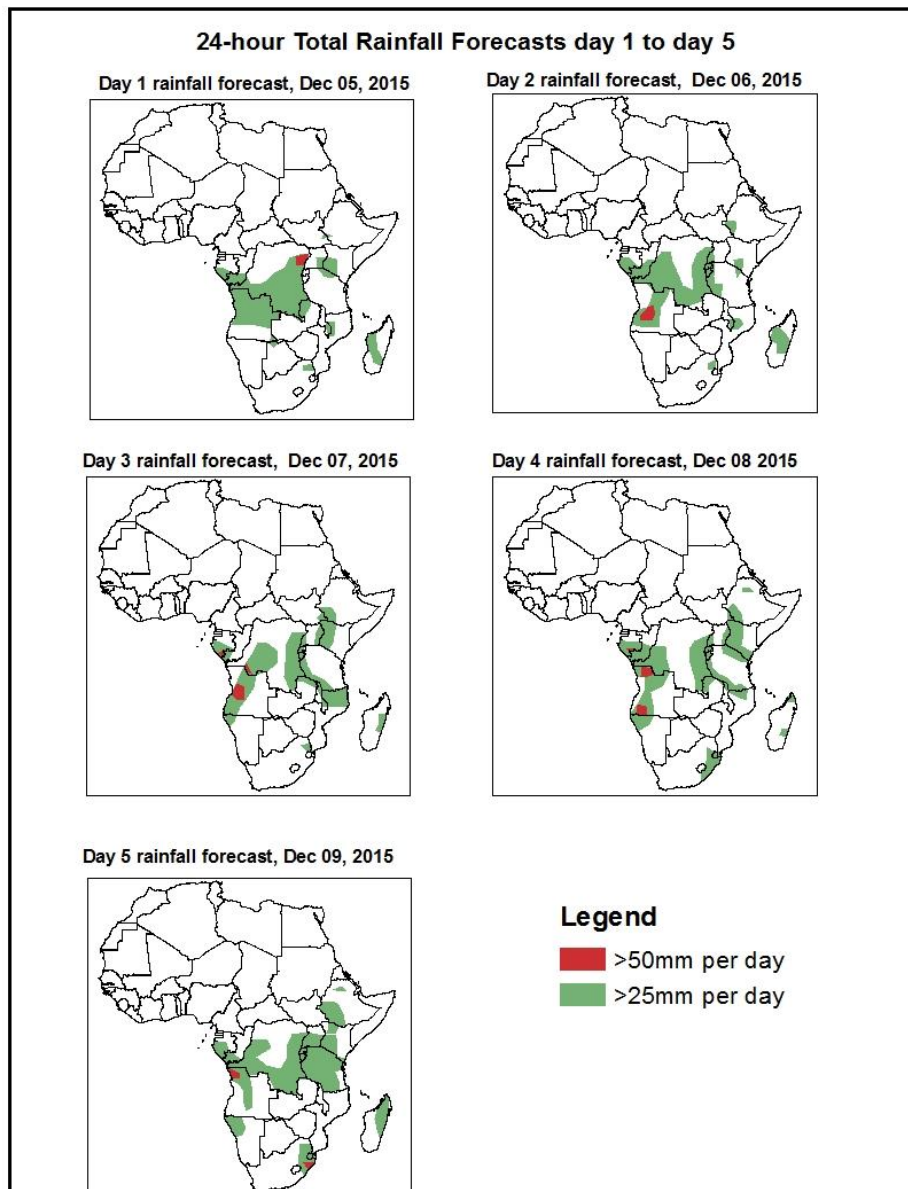 24-hour Total Rainfall Forecasts day 1 to day 5
Day 1 rainfall forecast, Dec 05, 2015
Day 2 rainfall forecast, Dec 06, 2015
Day 3 rainfall forecast, Dec 07, 2015
Day 4 rainfall forecast, Dec 08 2015
Day 5 rainfall forecast, Dec 09, 2015
Legend
>50mm per day
>25mm per day